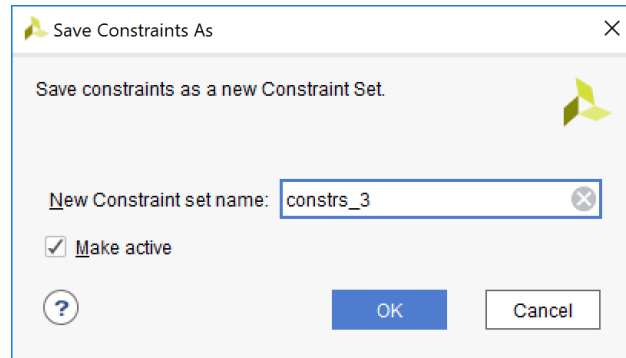 Save Constraints As
Save constraints as a new Constraint Set.
New Constraint set name: constrs_3
Make active
? OK Cancel